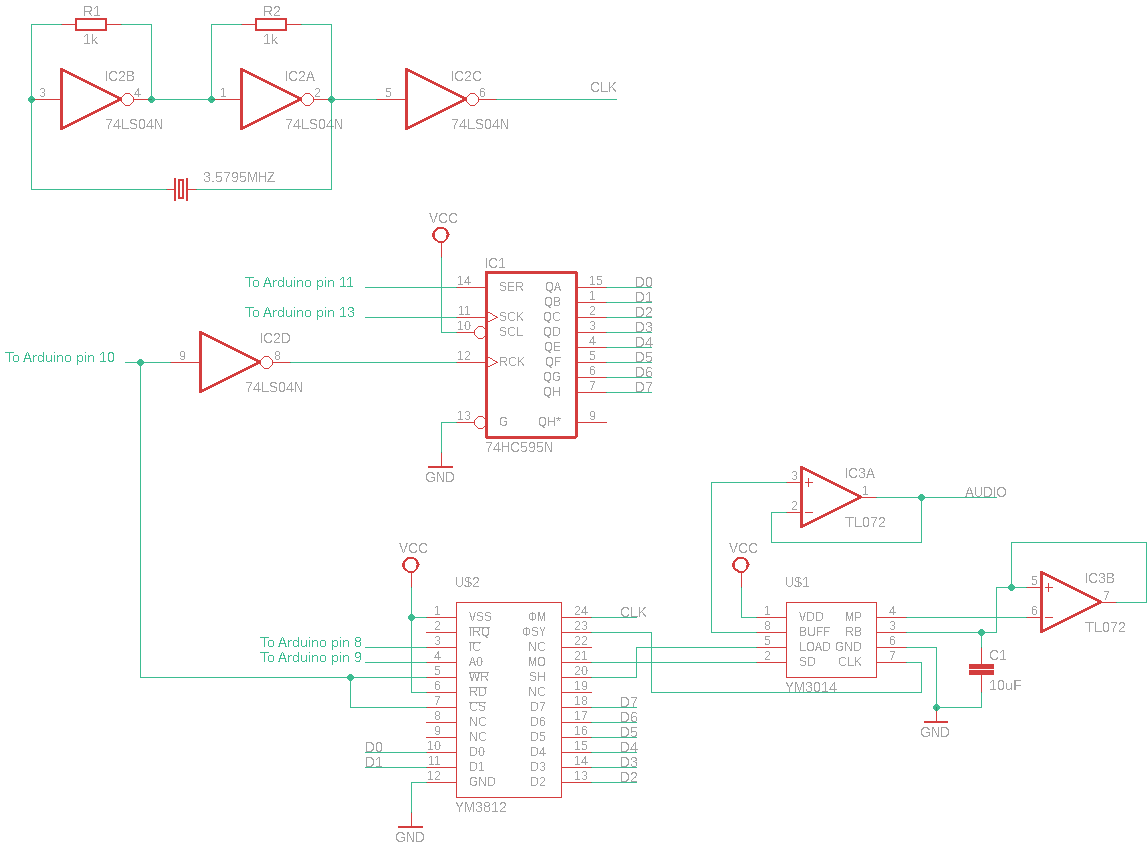 R1
1k
R2
1k
IC2B
3
4
74LS04N
IC2A
1
2
74LS04N
IC2C
5
6
74LS04N
CLK
3.5795MHZ
VCC
IC1
To Arduino pin 11
14 SER QA 15 D0
QB 1 D1
To Arduino pin 13
11 SCK QC 2 D2
10 SCL QD 3 D3
QE 4 D4
IC2D
To Arduino pin 10
9
8
74LS04N
12 RCK QF 5 D5
QG 6 D6
QH 7 D7
13 G QH* 9
74HC595N
GND
IC3A
3
+
2
-
1
AUDIO
TL072
VCC
U$2
1 VSS ΦM 24 CLK
2 IRQ ΦSY 23
To Arduino pin 8
3 IC NC 22
To Arduino pin 9
4 A0 MO 21
5 WR SH 20
6 RD NC 19
7 CS D7 18 D7
8 NC D6 17 D6
9 NC D5 16 D5
D0 10 D0 D4 15 D4
D1 11 D1 D3 14 D3
12 GND D2 13 D2
YM3812
GND
VCC
U$1
1 VDD MP 4
8 BUFF RB 3
5 LOAD GND 6
2 SD CLK 7
YM3014
IC3B
5
+
6
-
7
TL072
C1
10uF
GND